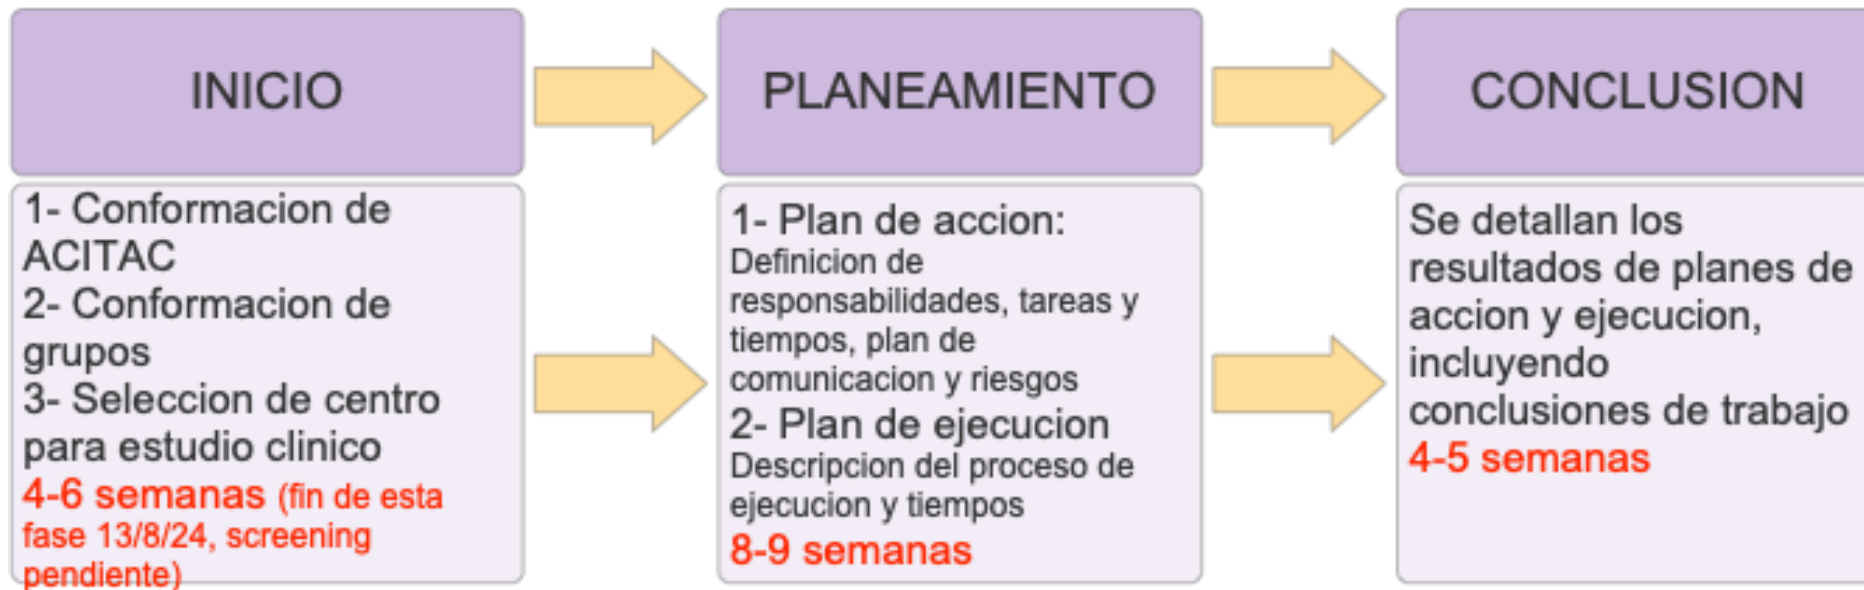 INICIO
1- Conformacion de
ACITAC
2- Conformacion de
grupos
3- Seleccion de centro
para estudio clinico
4-6 semanas (fin de esta
fase 13/8/24, screening
pendiente)
PLANEAMIENTO
1- Plan de accion:
Definicion de
responsabilidades, tareas y
tiempos, plan de
comunicacion y riesgos
2- Plan de ejecucion
Descripcion del proceso de
ejecucion y tiempos
8-9 semanas
CONCLUSION
Se detallan los
resultados de planes de
accion y ejecucion,
incluyendo
conclusiones de trabajo
4-5 semanas